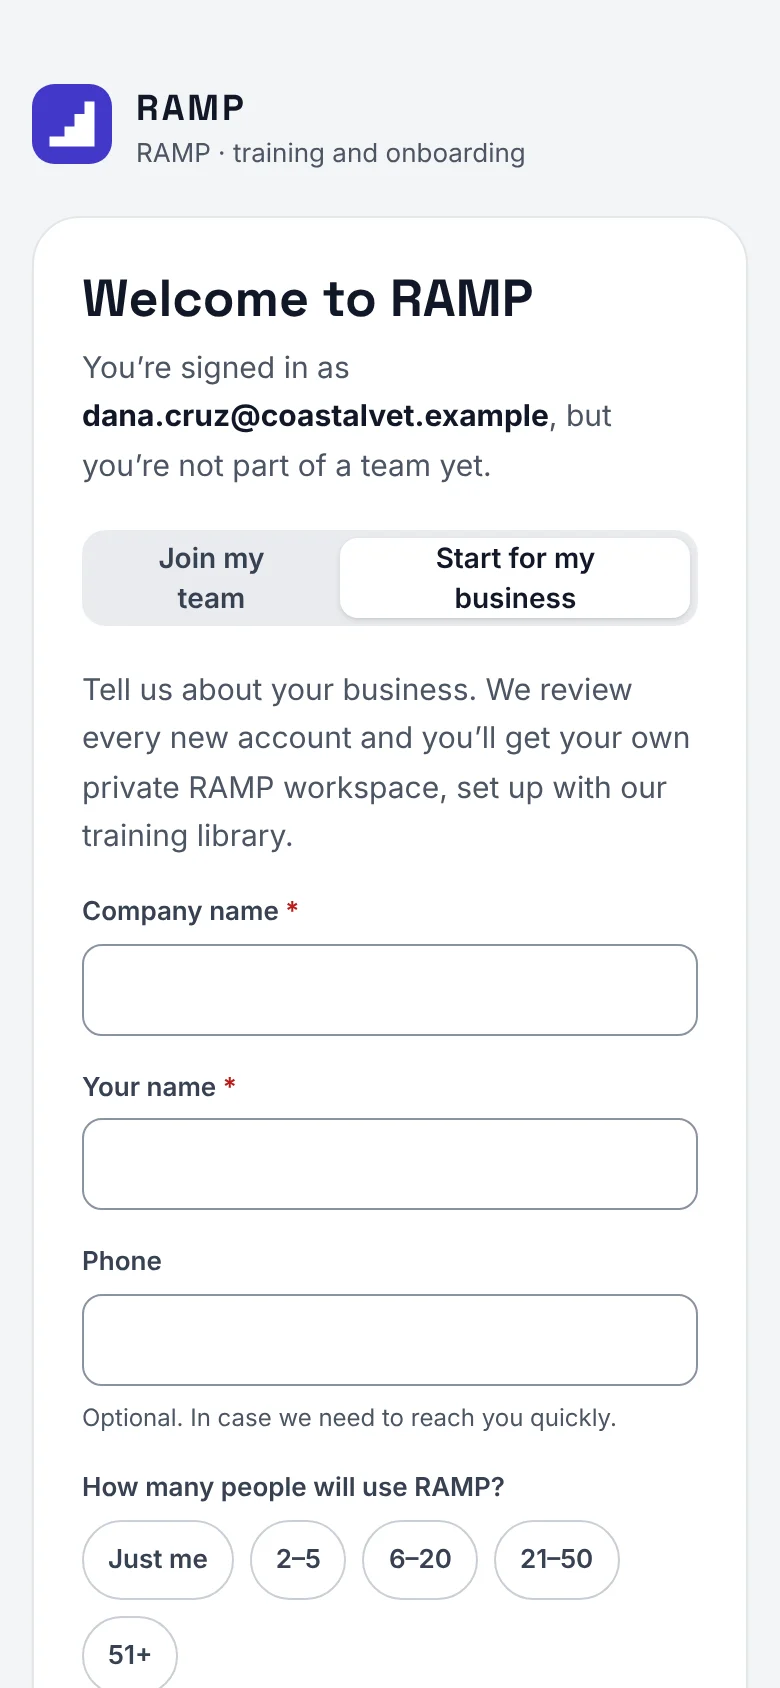 RAMP
RAMP · training and onboarding
Welcome to RAMP
You’re signed in as
dana.cruz@coastalvet.example, but
you’re not part of a team yet.
Join my
team
Start for my
business
Tell us about your business. We review
every new account and you’ll get your own
private RAMP workspace, set up with our
training library.
Company name *
Your name *
Phone
Optional. In case we need to reach you quickly.
How many people will use RAMP?
Just me
2–5
6–20
21–50
51+